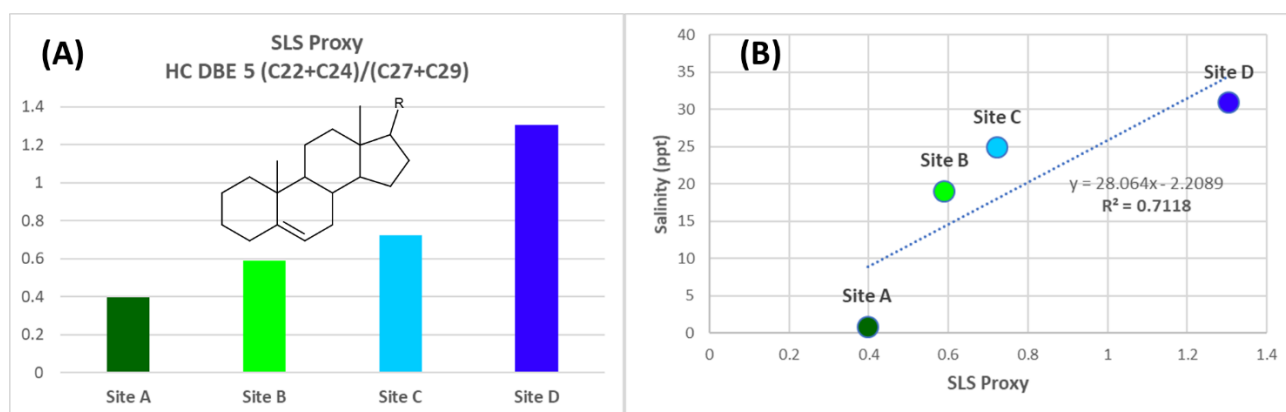 (A)
SLS Proxy
HC DBE 5 (C22+C24)/(C27+C29)
1.4
1.2
1
0.8
0.6
0.4
0.2
0
R
Site A
Site B
Site C
Site D
(B)
Salinity (ppt)
40
35
30
25
20
15
10
5
0
Site D
Site C
Site B
Site A
y = 28.064x - 2.2089
R² = 0.7118
0
0.2
0.4
0.6
0.8
1
1.2
1.4
SLS Proxy